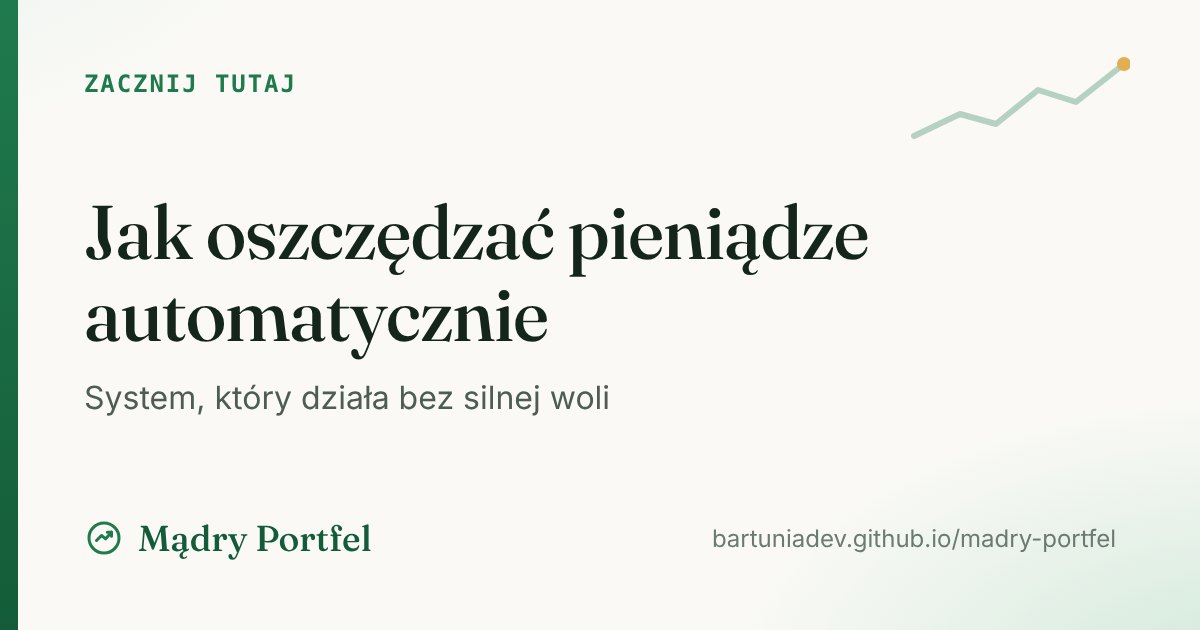 ZACZNIJ TUTAJ
Jak oszczędzać pieniądze
automatycznie
System, który działa bez silnej woli
Mądry Portfel
bartuniadev.github.io/madry-portfel